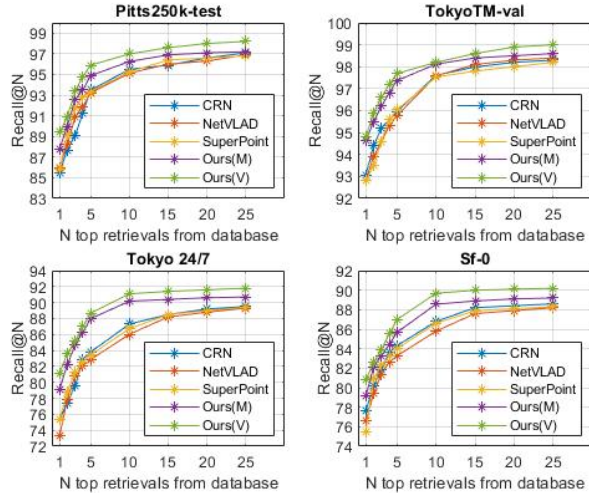 Pitts250k-test
TokyoTM-val
99
97
95
93
91
89
87
85
83
Recall@N
CRN
NetVLAD
SuperPoint
Ours(M)
Ours(V)
1 5 10 15 20 25
N top retrievals from database
100
99
98
97
96
95
94
93
92
Recall@N
CRN
NetVLAD
SuperPoint
Ours(M)
Ours(V)
1 5 10 15 20 25
N top retrievals from database
Tokyo 24/7
Sf-0
94
92
90
88
86
84
82
80
78
76
74
72
Recall@N
CRN
NetVLAD
SuperPoint
Ours(M)
Ours(V)
1 5 10 15 20 25
N top retrievals from database
92
90
88
86
84
82
80
78
76
74
Recall@N
CRN
NetVLAD
SuperPoint
Ours(M)
Ours(V)
1 5 10 15 20 25
N top retrievals from database